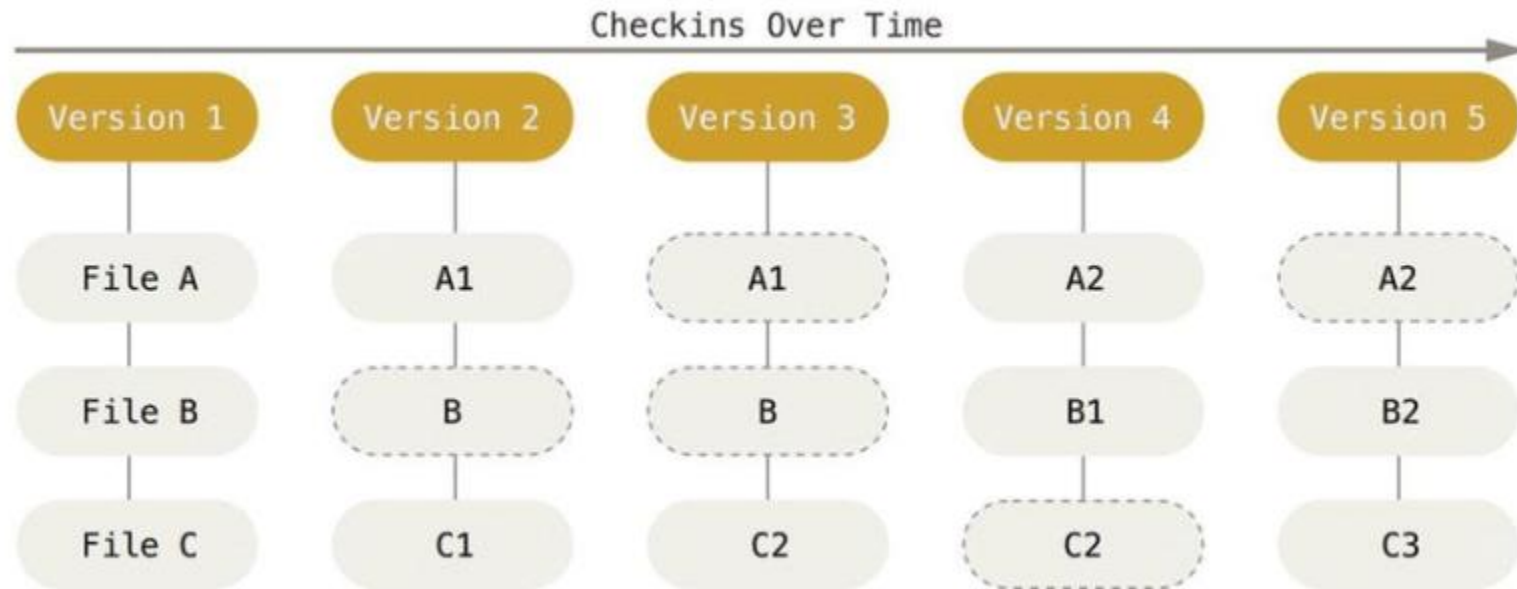 Checkins Over Time
Version 1 Version 2 Version 3 Version 4 Version 5
File A A1 A1 A2 A2
File B B B B1 B2
File C C1 C2 C2 C3